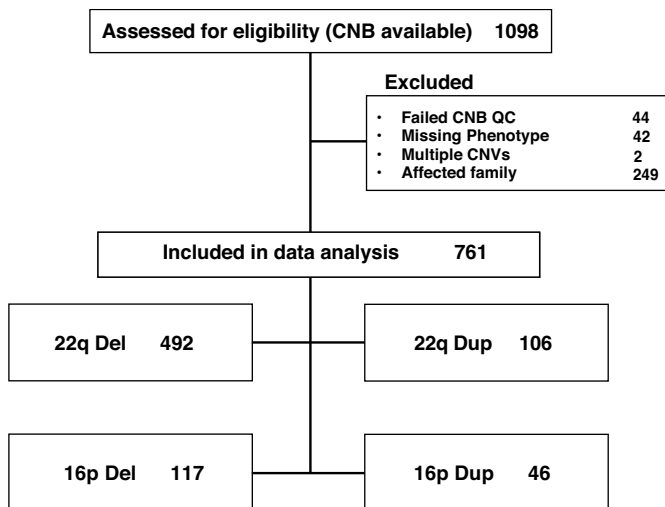 Assessed for eligibility (CNB available) 1098
Excluded
• Failed CNB QC 44
• Missing Phenotype 42
• Multiple CNVs 2
• Affected family 249
Included in data analysis 761
22q Del 492
22q Dup 106
16p Del 117
16p Dup 46